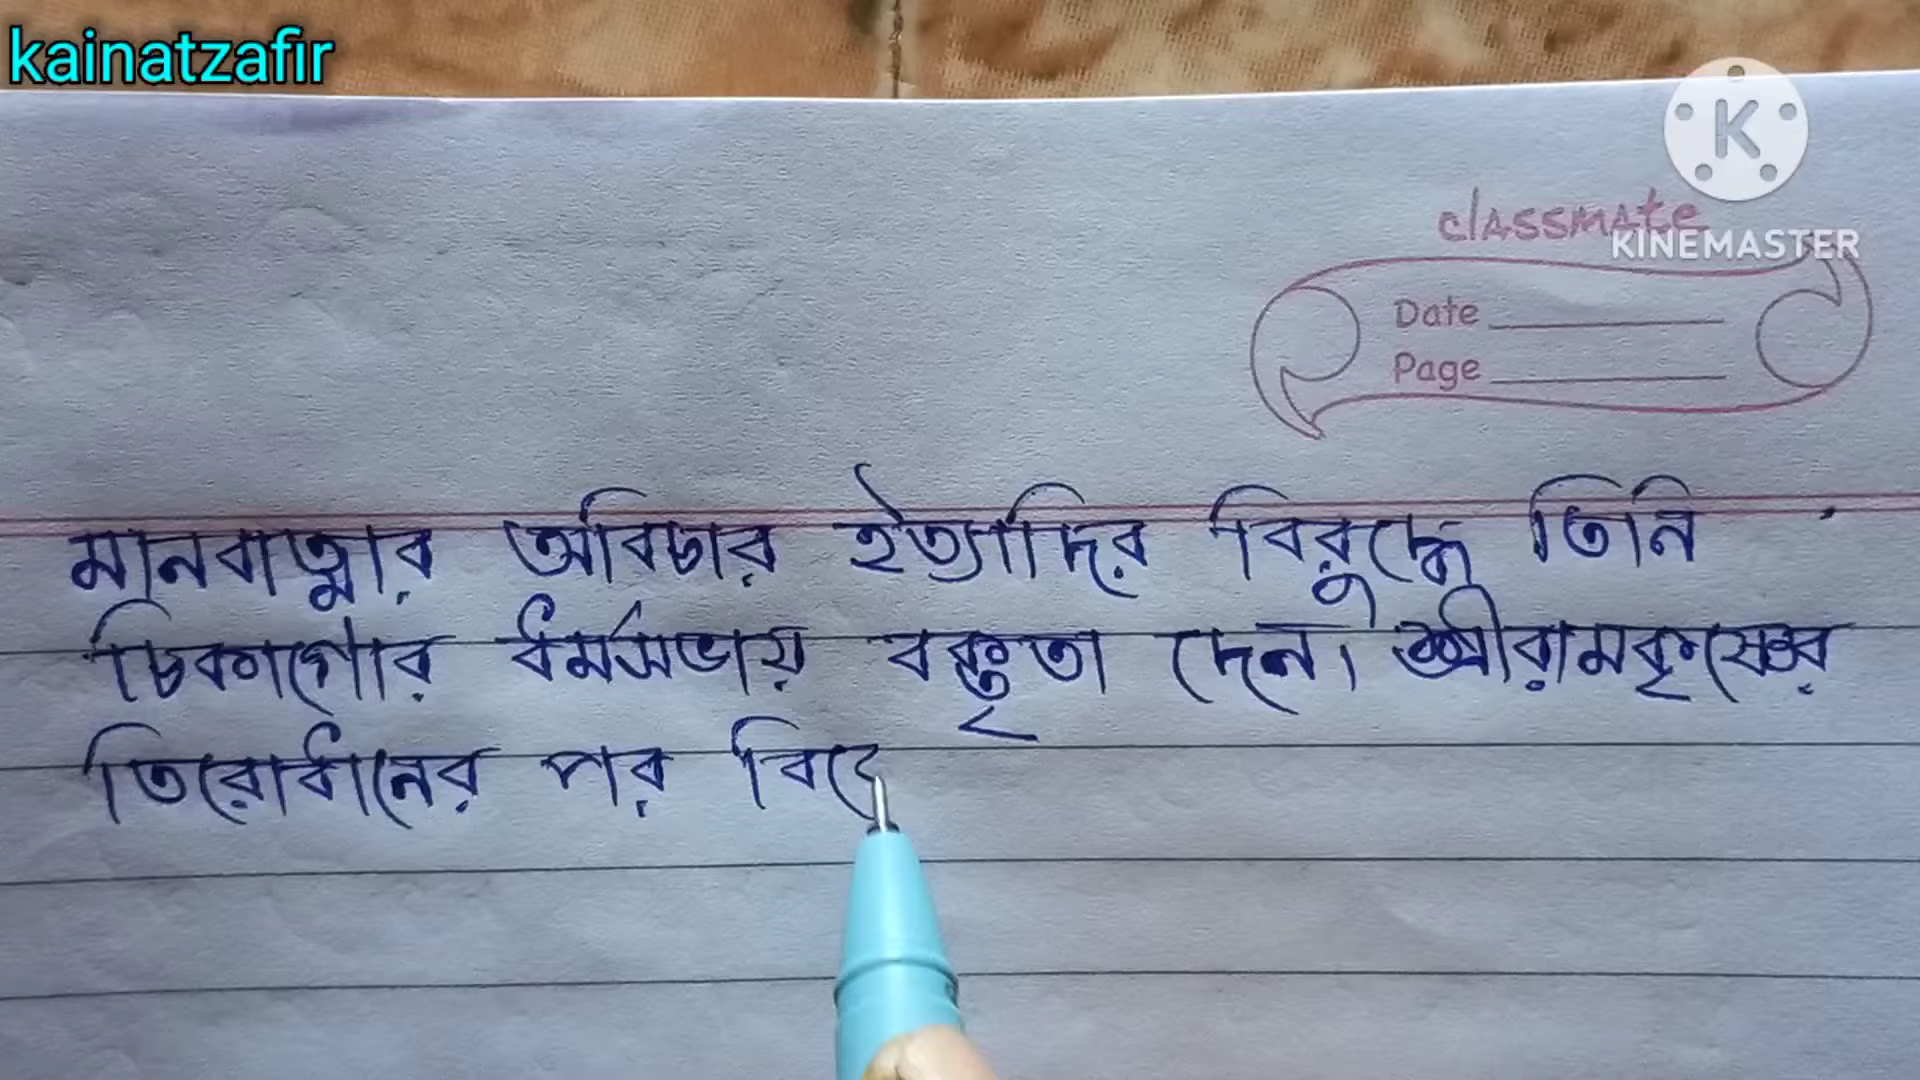 kainatzafir
K
classmate
KINEMASTER
Date
Page
মানবাত্মার অবিচার ইত্যাদির বিরুদ্ধে তিনি
চিকাগোর ধর্মসভায় বক্তৃতা দেন। শ্রীরামকৃষ্ণের
তিরোধানের পর